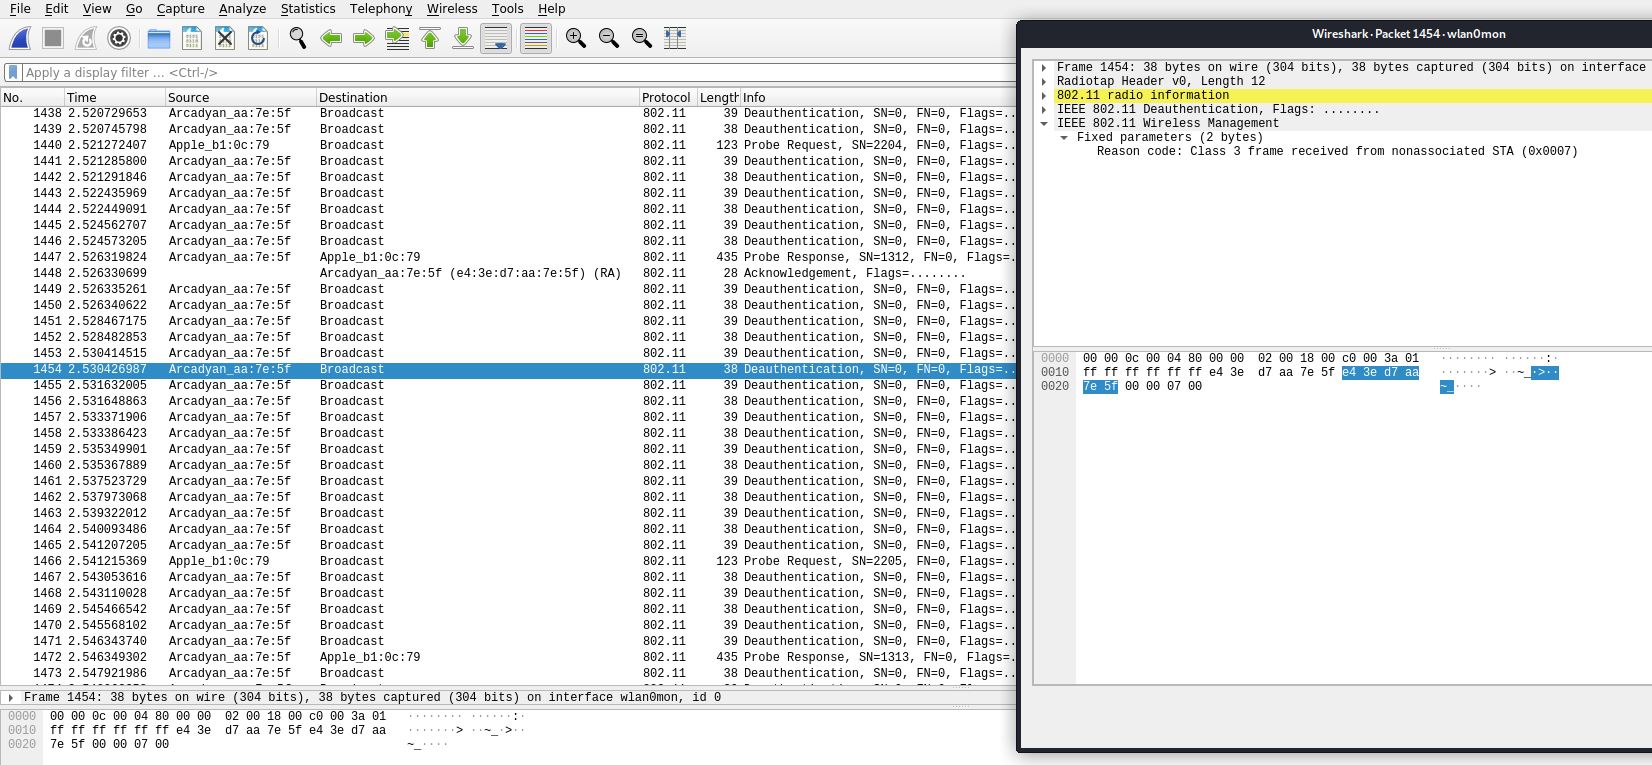 File Edit View Go Capture Analyze Statistics Telephony Wireless Tools Help
Apply a display filter ... <Ctrl-/>
No. Time Source Destination Protocol Length Info
1438 2.520729653 Arcadyan_aa:7e:5f Broadcast 802.11 39 Deauthentication, SN=0, FN=0, Flags=..
1439 2.520745798 Arcadyan_aa:7e:5f Broadcast 802.11 38 Deauthentication, SN=0, FN=0, Flags=..
1440 2.521272407 Apple_b1:0c:79 Broadcast 802.11 123 Probe Request, SN=2204, FN=0, Flags=..
1441 2.521285800 Arcadyan_aa:7e:5f Broadcast 802.11 39 Deauthentication, SN=0, FN=0, Flags=..
1442 2.521291846 Arcadyan_aa:7e:5f Broadcast 802.11 38 Deauthentication, SN=0, FN=0, Flags=..
1443 2.522435969 Arcadyan_aa:7e:5f Broadcast 802.11 39 Deauthentication, SN=0, FN=0, Flags=..
1444 2.522449091 Arcadyan_aa:7e:5f Broadcast 802.11 38 Deauthentication, SN=0, FN=0, Flags=..
1445 2.524562707 Arcadyan_aa:7e:5f Broadcast 802.11 39 Deauthentication, SN=0, FN=0, Flags=..
1446 2.524573205 Arcadyan_aa:7e:5f Broadcast 802.11 38 Deauthentication, SN=0, FN=0, Flags=..
1447 2.526319824 Arcadyan_aa:7e:5f Apple_b1:0c:79 802.11 435 Probe Response, SN=1312, FN=0, Flags=..
1448 2.526330699 Arcadyan_aa:7e:5f (e4:3e:d7:aa:7e:5f) (RA) 802.11 28 Acknowledgement, Flags=........
1449 2.526335261 Arcadyan_aa:7e:5f Broadcast 802.11 39 Deauthentication, SN=0, FN=0, Flags=..
1450 2.526340622 Arcadyan_aa:7e:5f Broadcast 802.11 38 Deauthentication, SN=0, FN=0, Flags=..
1451 2.528467175 Arcadyan_aa:7e:5f Broadcast 802.11 39 Deauthentication, SN=0, FN=0, Flags=..
1452 2.528482853 Arcadyan_aa:7e:5f Broadcast 802.11 38 Deauthentication, SN=0, FN=0, Flags=..
1453 2.530414515 Arcadyan_aa:7e:5f Broadcast 802.11 39 Deauthentication, SN=0, FN=0, Flags=..
1454 2.530426987 Arcadyan_aa:7e:5f Broadcast 802.11 38 Deauthentication, SN=0, FN=0, Flags=..
1455 2.531632005 Arcadyan_aa:7e:5f Broadcast 802.11 39 Deauthentication, SN=0, FN=0, Flags=..
1456 2.531648863 Arcadyan_aa:7e:5f Broadcast 802.11 38 Deauthentication, SN=0, FN=0, Flags=..
1457 2.533371906 Arcadyan_aa:7e:5f Broadcast 802.11 39 Deauthentication, SN=0, FN=0, Flags=..
1458 2.533386423 Arcadyan_aa:7e:5f Broadcast 802.11 38 Deauthentication, SN=0, FN=0, Flags=..
1459 2.535349901 Arcadyan_aa:7e:5f Broadcast 802.11 39 Deauthentication, SN=0, FN=0, Flags=..
1460 2.535367889 Arcadyan_aa:7e:5f Broadcast 802.11 38 Deauthentication, SN=0, FN=0, Flags=..
1461 2.537523729 Arcadyan_aa:7e:5f Broadcast 802.11 39 Deauthentication, SN=0, FN=0, Flags=..
1462 2.537973068 Arcadyan_aa:7e:5f Broadcast 802.11 38 Deauthentication, SN=0, FN=0, Flags=..
1463 2.539322012 Arcadyan_aa:7e:5f Broadcast 802.11 39 Deauthentication, SN=0, FN=0, Flags=..
1464 2.540093486 Arcadyan_aa:7e:5f Broadcast 802.11 38 Deauthentication, SN=0, FN=0, Flags=..
1465 2.541207205 Arcadyan_aa:7e:5f Broadcast 802.11 39 Deauthentication, SN=0, FN=0, Flags=..
1466 2.541215369 Apple_b1:0c:79 Broadcast 802.11 123 Probe Request, SN=2205, FN=0, Flags=..
1467 2.543053616 Arcadyan_aa:7e:5f Broadcast 802.11 38 Deauthentication, SN=0, FN=0, Flags=..
1468 2.543110028 Arcadyan_aa:7e:5f Broadcast 802.11 39 Deauthentication, SN=0, FN=0, Flags=..
1469 2.545466542 Arcadyan_aa:7e:5f Broadcast 802.11 38 Deauthentication, SN=0, FN=0, Flags=..
1470 2.545568102 Arcadyan_aa:7e:5f Broadcast 802.11 39 Deauthentication, SN=0, FN=0, Flags=..
1471 2.546343740 Arcadyan_aa:7e:5f Broadcast 802.11 39 Deauthentication, SN=0, FN=0, Flags=..
1472 2.546349302 Arcadyan_aa:7e:5f Apple_b1:0c:79 802.11 435 Probe Response, SN=1313, FN=0, Flags=..
1473 2.547921986 Arcadyan_aa:7e:5f Broadcast 802.11 38 Deauthentication, SN=0, FN=0, Flags=..
Frame 1454: 38 bytes on wire (304 bits), 38 bytes captured (304 bits) on interface wlan0mon, id 0
0000 00 00 0c 00 04 80 00 00 02 00 18 00 c0 00 3a 01 ········ ······:·
0010 ff ff ff ff ff ff e4 3e d7 aa 7e 5f e4 3e d7 aa ·······> ··~_·>··
0020 7e 5f 00 00 07 00 ~_····
Wireshark · Packet 1454 · wlan0mon
Frame 1454: 38 bytes on wire (304 bits), 38 bytes captured (304 bits) on interface
Radiotap Header v0, Length 12
802.11 radio information
IEEE 802.11 Deauthentication, Flags: ........
IEEE 802.11 Wireless Management
Fixed parameters (2 bytes)
Reason code: Class 3 frame received from nonassociated STA (0x0007)
0000 00 00 0c 00 04 80 00 00 02 00 18 00 c0 00 3a 01 ········ ······:·
0010 ff ff ff ff ff ff e4 3e d7 aa 7e 5f e4 3e d7 aa ·······> ··~_·>··
0020 7e 5f 00 00 07 00 ~_····